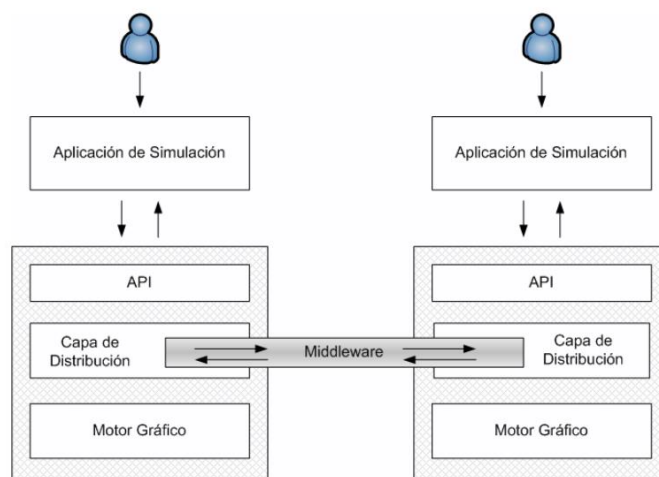 Aplicación de Simulación
Aplicación de Simulación
API
API
Capa de
Distribución
Middleware
Capa de
Distribución
Motor Gráfico
Motor Gráfico